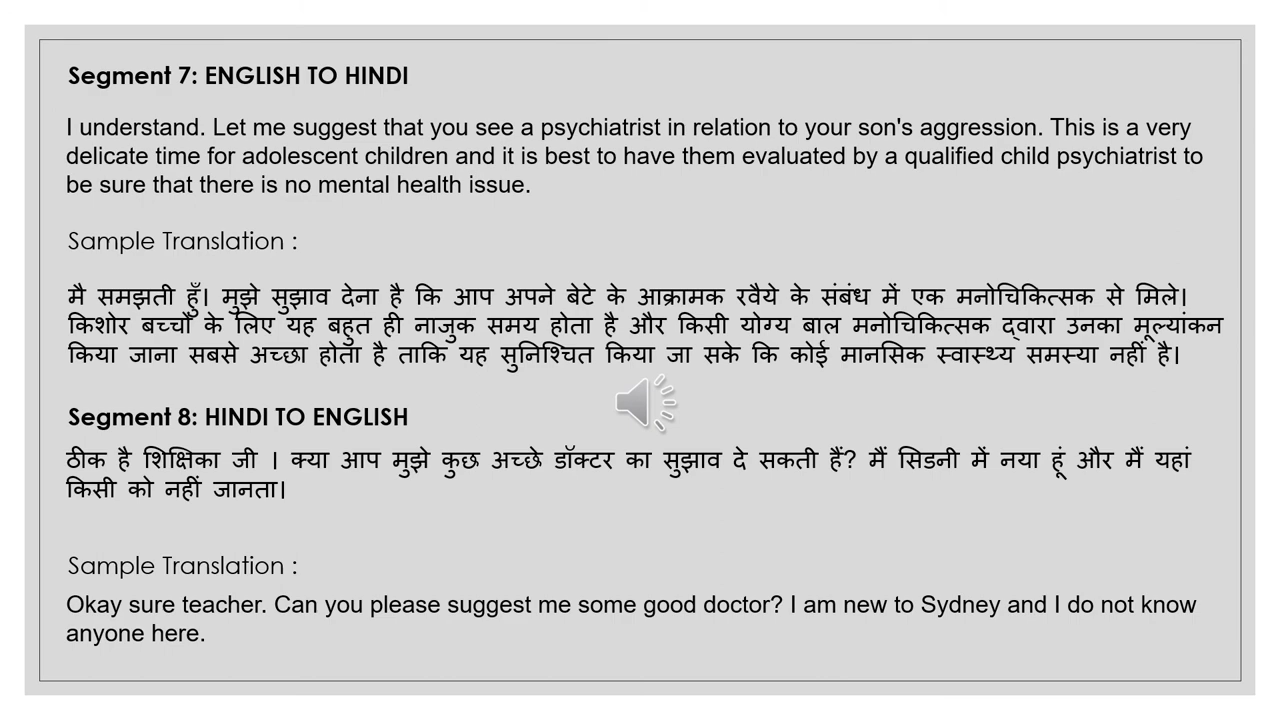 Segment 7: ENGLISH TO HINDI
I understand. Let me suggest that you see a psychiatrist in relation to your son's aggression. This is a very
delicate time for adolescent children and it is best to have them evaluated by a qualified child psychiatrist to
be sure that there is no mental health issue.
Sample Translation :
मै समझती हूँ। मुझे सुझाव देना है कि आप अपने बेटे के आक्रामक रवैये के संबंध में एक मनोचिकित्सक से मिले।
किशोर बच्चों के लिए यह बहुत ही नाजुक समय होता है और किसी योग्य बाल मनोचिकित्सक द्वारा उनका मूल्यांकन
किया जाना सबसे अच्छा होता है ताकि यह सुनिश्चित किया जा सके कि कोई मानसिक स्वास्थ्य समस्या नहीं है।
Segment 8: HINDI TO ENGLISH
ठीक है शिक्षिका जी । क्या आप मुझे कुछ अच्छे डॉक्टर का सुझाव दे सकती हैं? मैं सिडनी में नया हूं और मैं यहां
किसी को नहीं जानता।
Sample Translation :
Okay sure teacher. Can you please suggest me some good doctor? I am new to Sydney and I do not know
anyone here.